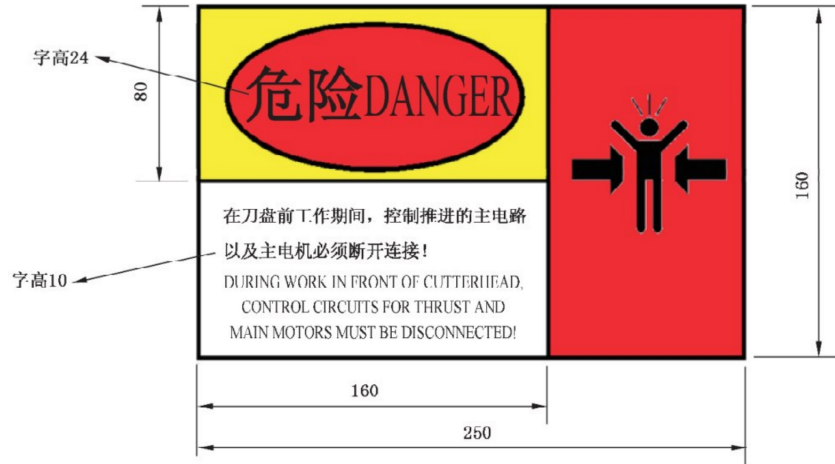 字高24
80
危险DANGER
160
在刀盘前工作期间，控制推进的主电路
以及主电机必须断开连接！
字高10
DURING WORK IN FRONT OF CUTTERHEAD,
CONTROL CIRCUITS FOR THRUST AND
MAIN MOTORS MUST BE DISCONNECTED!
160
250